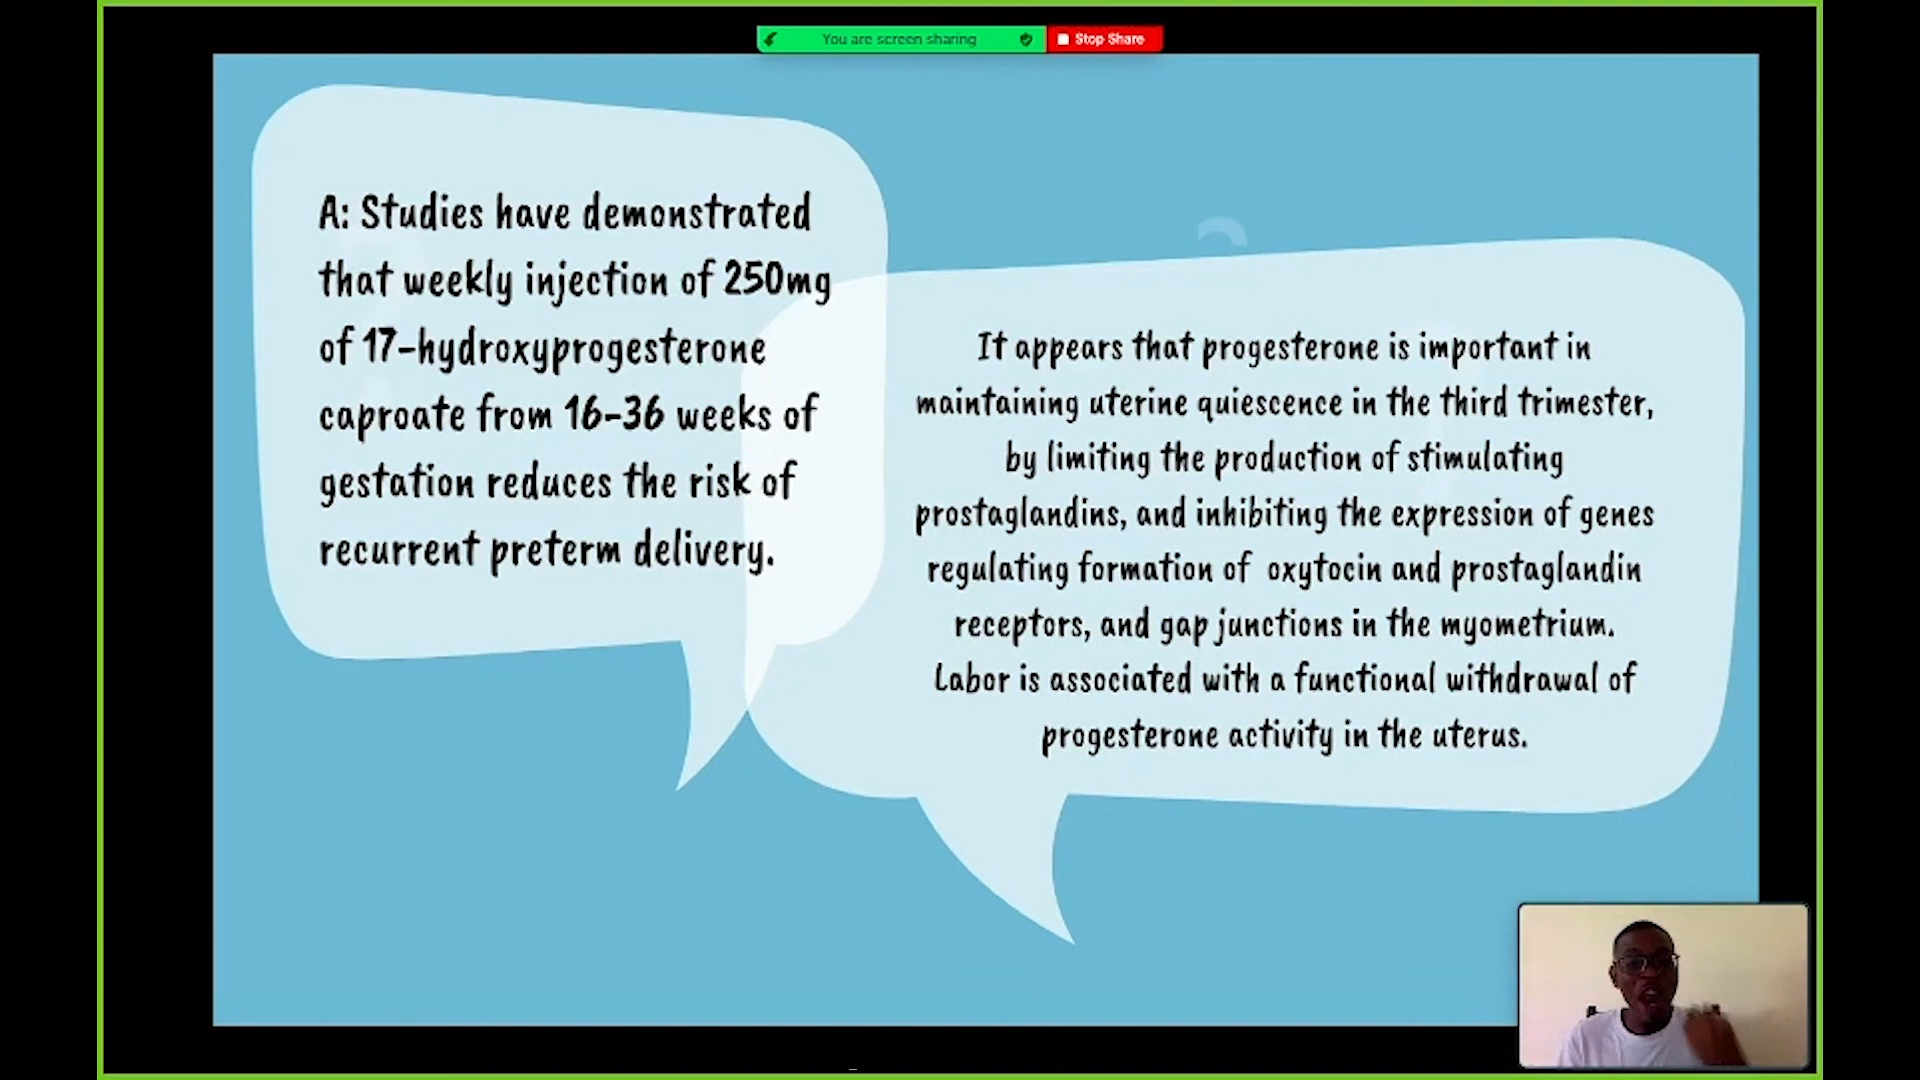 You are screen sharing
Stop Share
A: Studies have demonstrated
that weekly injection of 250mg
of 17-hydroxyprogesterone
caproate from 16-36 weeks of
gestation reduces the risk of
recurrent preterm delivery.
It appears that progesterone is important in
maintaining uterine quiescence in the third trimester,
by limiting the production of stimulating
prostaglandins, and inhibiting the expression of genes
regulating formation of oxytocin and prostaglandin
receptors, and gap junctions in the myometrium.
Labor is associated with a functional withdrawal of
progesterone activity in the uterus.